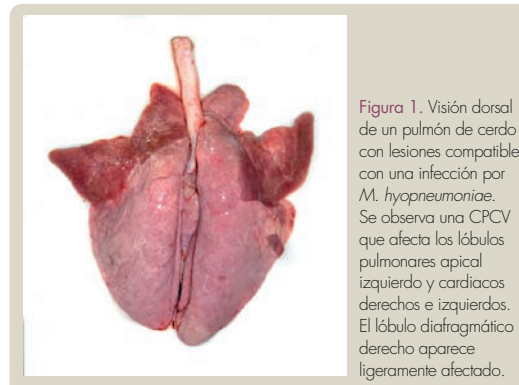 Figura 1. Visión dorsal
de un pulmón de cerdo
con lesiones compatible
con una infección por
M. hyopneumoniae.
Se observa una CPCV
que afecta los lóbulos
pulmonares apical
izquierdo y cardiacos
derechos e izquierdos.
El lóbulo diafragmático
derecho aparece
ligeramente afectado.